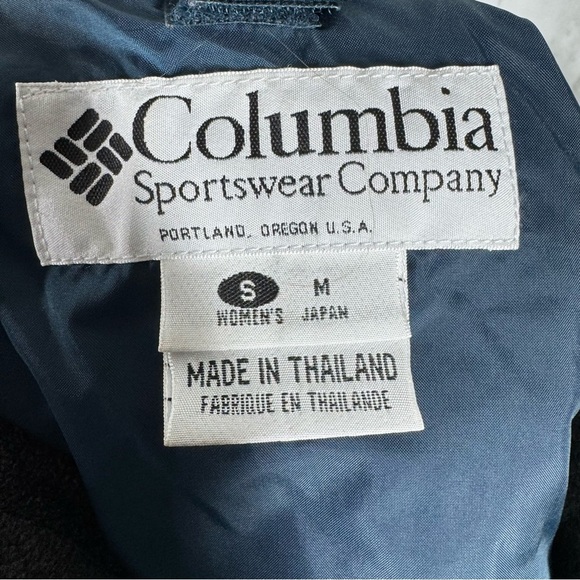 Columbia
Sportswear Company
PORTLAND, OREGON U.S.A.
S M
WOMEN'S JAPAN
MADE IN THAILAND
FABRIQUE EN THAILANDE